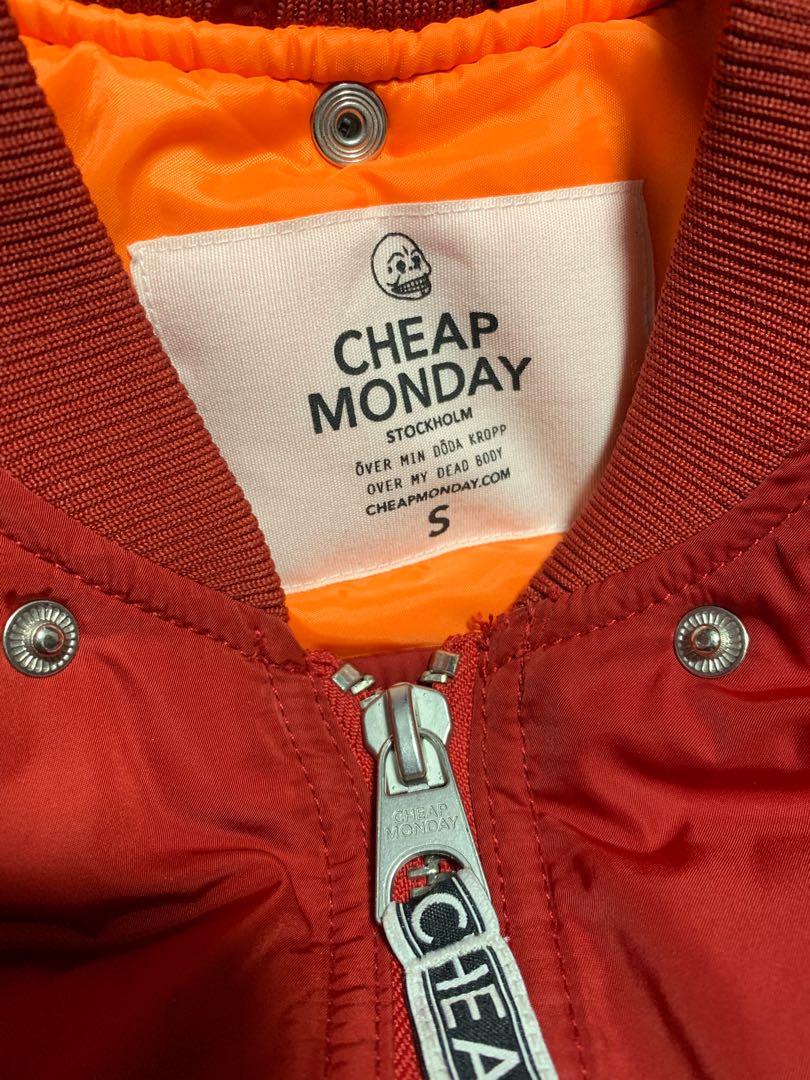 CHEAP
MONDAY
STOCKHOLM
ÖVER MIN DÖDA KROPP
OVER MY DEAD BODY
CHEAPMONDAY.COM
S
CHEAP
MONDAY
CHEA